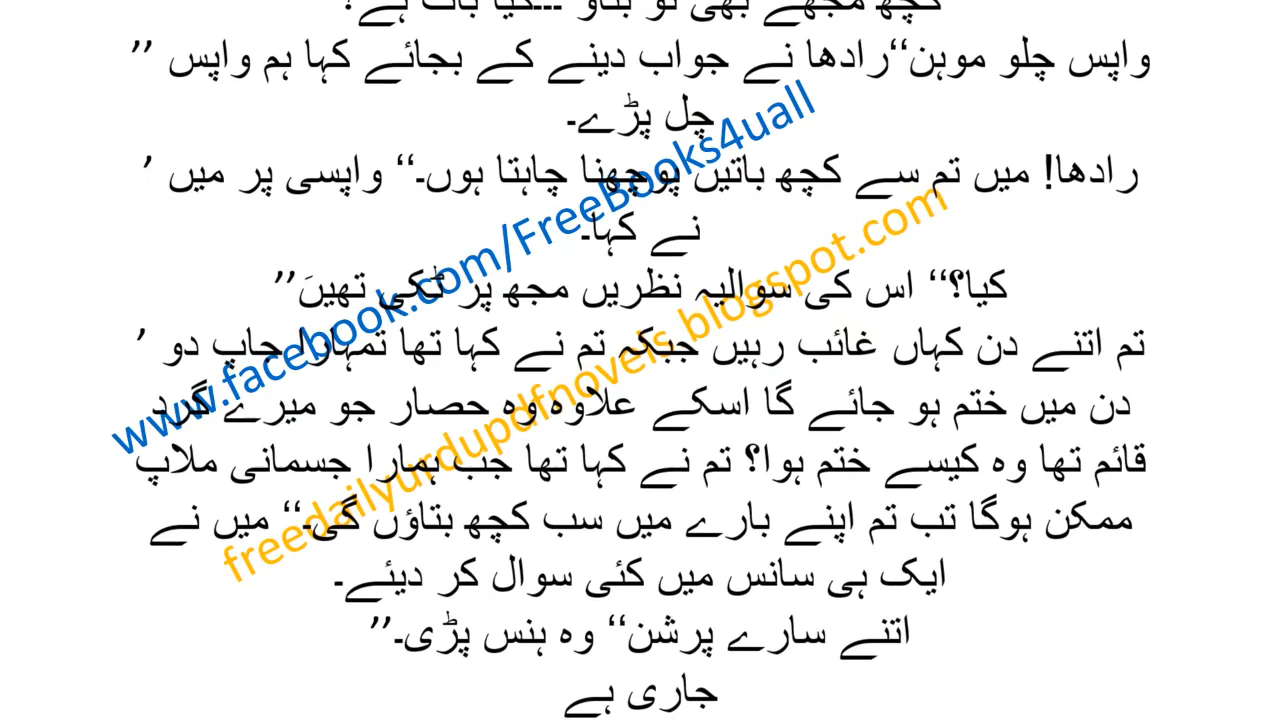 کچھ مجھے بھی تو بتاؤ ۔۔۔کیا بات ہے؟
واپس چلو موہن‘‘رادھا نے جواب دینے کے بجائے کہا ہم واپس ’’
چل پڑے۔
رادھا! میں تم سے کچھ باتیں پوچھنا چاہتا ہوں۔‘‘ واپسی پر میں ’
نے کہا۔
کیا؟‘‘ اس کی سوالیہ نظریں مجھ پر ٹکی تھیںَ’’
تم اتنے دن کہاں غائب رہیں جبکہ تم نے کہا تھا تمہارا جاپ دو ’
دن میں ختم ہو جائے گا اسکے علاوہ وہ حصار جو میرے گرد
قائم تھا وہ کیسے ختم ہوا؟ تم نے کہا تھا جب ہمارا جسمانی ملاپ
ممکن ہوگا تب تم اپنے بارے میں سب کچھ بتاؤں گی۔‘‘ میں نے
ایک ہی سانس میں کئی سوال کر دیئے۔
اتنے سارے پرشن‘‘ وہ ہنس پڑی۔’’
جاری ہے
www.facebook.com/FreeBooks4uall
freedailyurdupdfnovels.blogspot.com